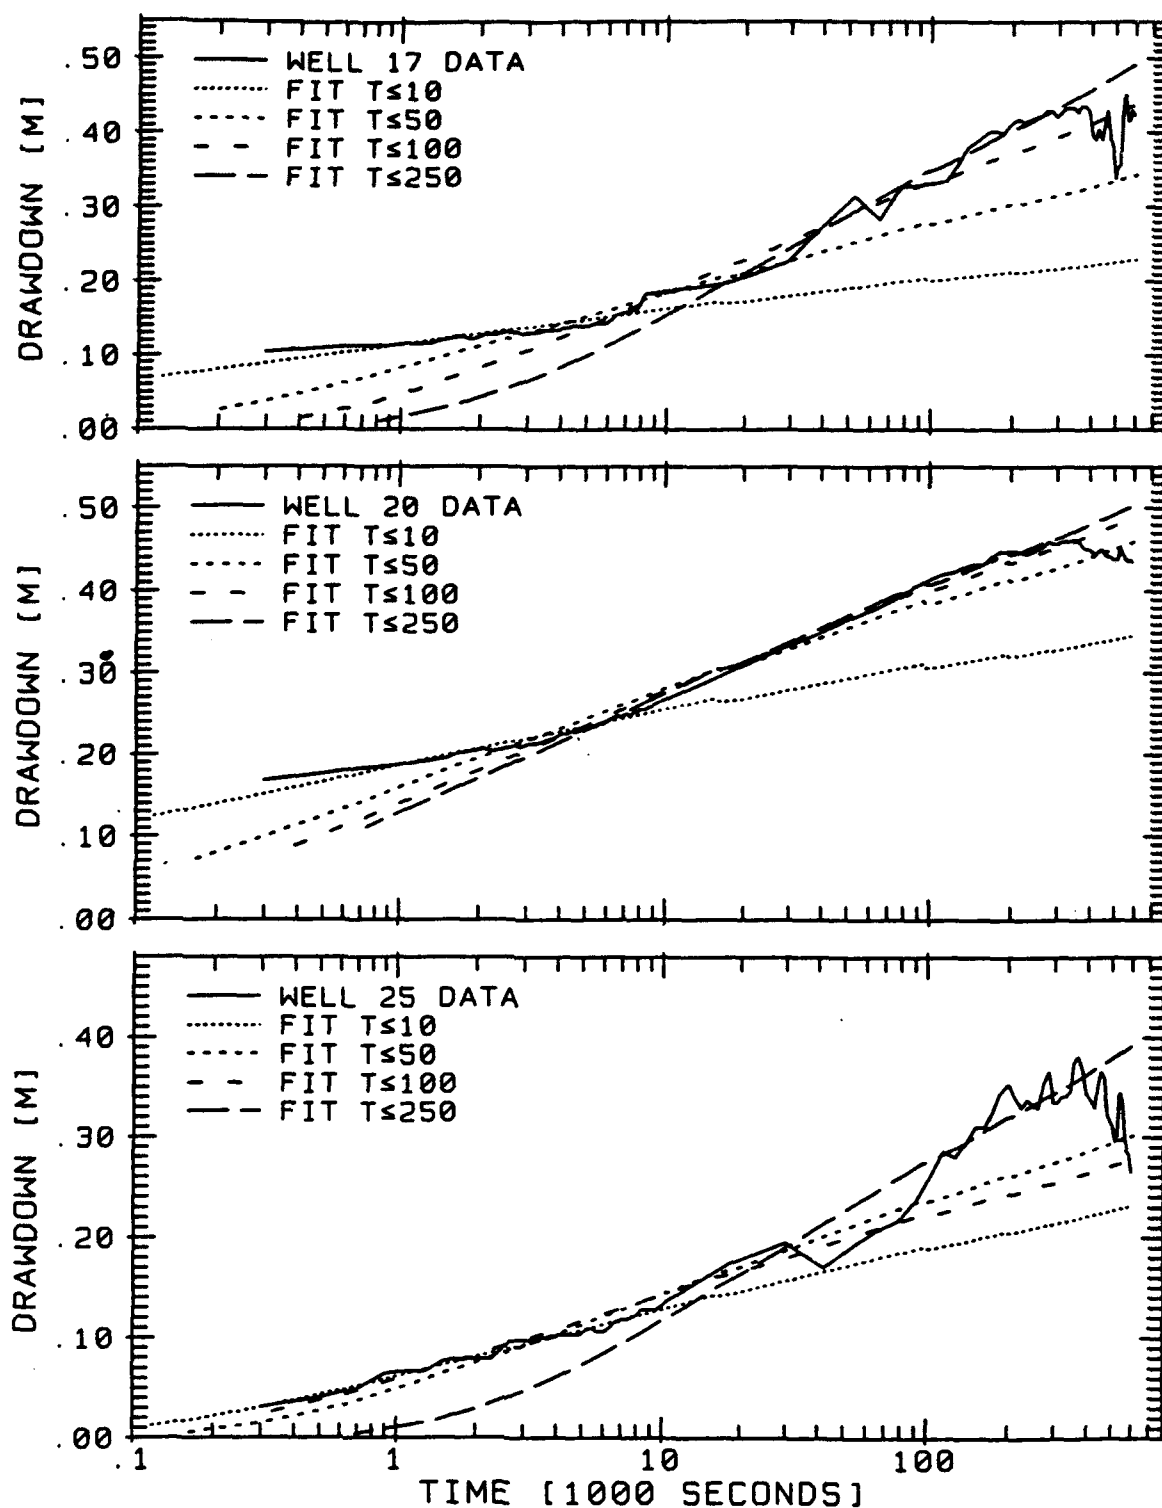 DRAWDOWN [M]
.50
.40
.30
.20
.10
.00
WELL 17 DATA
FIT T≤10
FIT T≤50
FIT T≤100
FIT T≤250
DRAWDOWN [M]
.50
.40
.30
.20
.10
.00
WELL 20 DATA
FIT T≤10
FIT T≤50
FIT T≤100
FIT T≤250
DRAWDOWN [M]
.40
.30
.20
.10
.00
WELL 25 DATA
FIT T≤10
FIT T≤50
FIT T≤100
FIT T≤250
.1 1 10 100
TIME [1000 SECONDS]